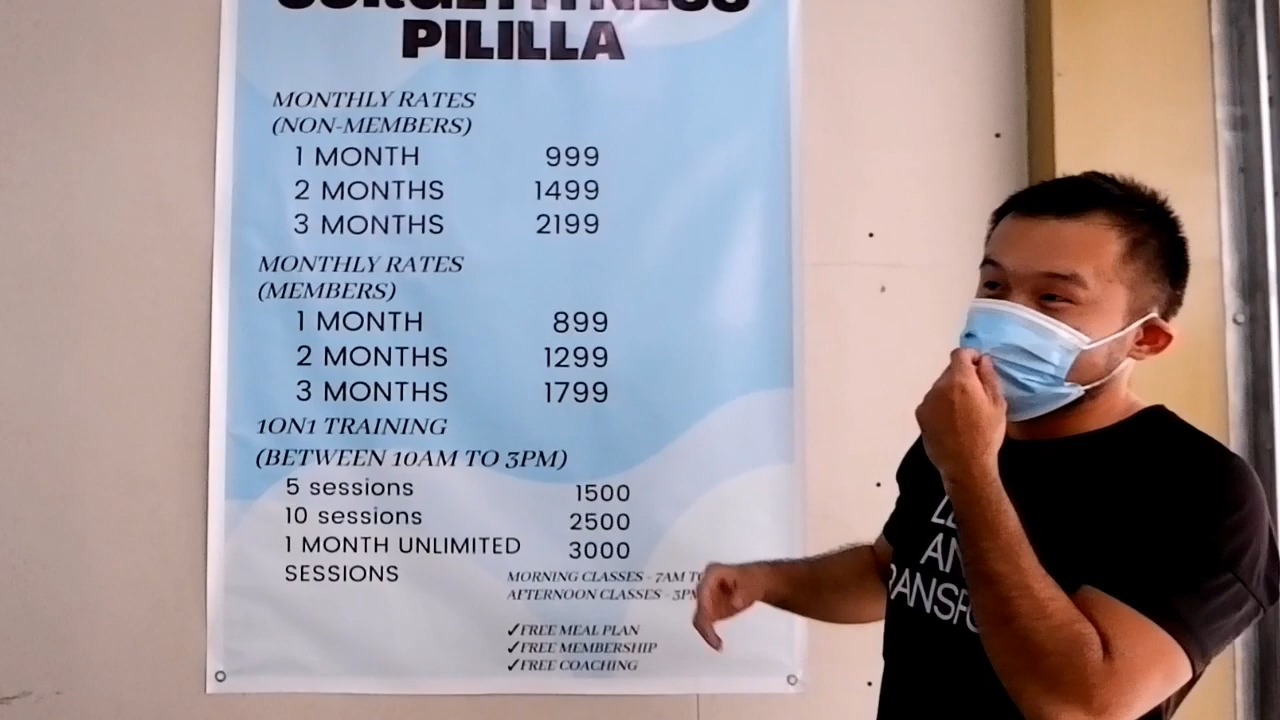 PILILLA
MONTHLY RATES
(NON-MEMBERS)
1 MONTH 999
2 MONTHS 1499
3 MONTHS 2199
MONTHLY RATES
(MEMBERS)
1 MONTH 899
2 MONTHS 1299
3 MONTHS 1799
1ON1 TRAINING
(BETWEEN 10AM TO 3PM)
5 sessions 1500
10 sessions 2500
1 MONTH UNLIMITED 3000
SESSIONS
MORNING CLASSES - 7AM
AFTERNOON CLASSES -
✓FREE MEAL PLAN
✓FREE MEMBERSHIP
✓FREE COACHING